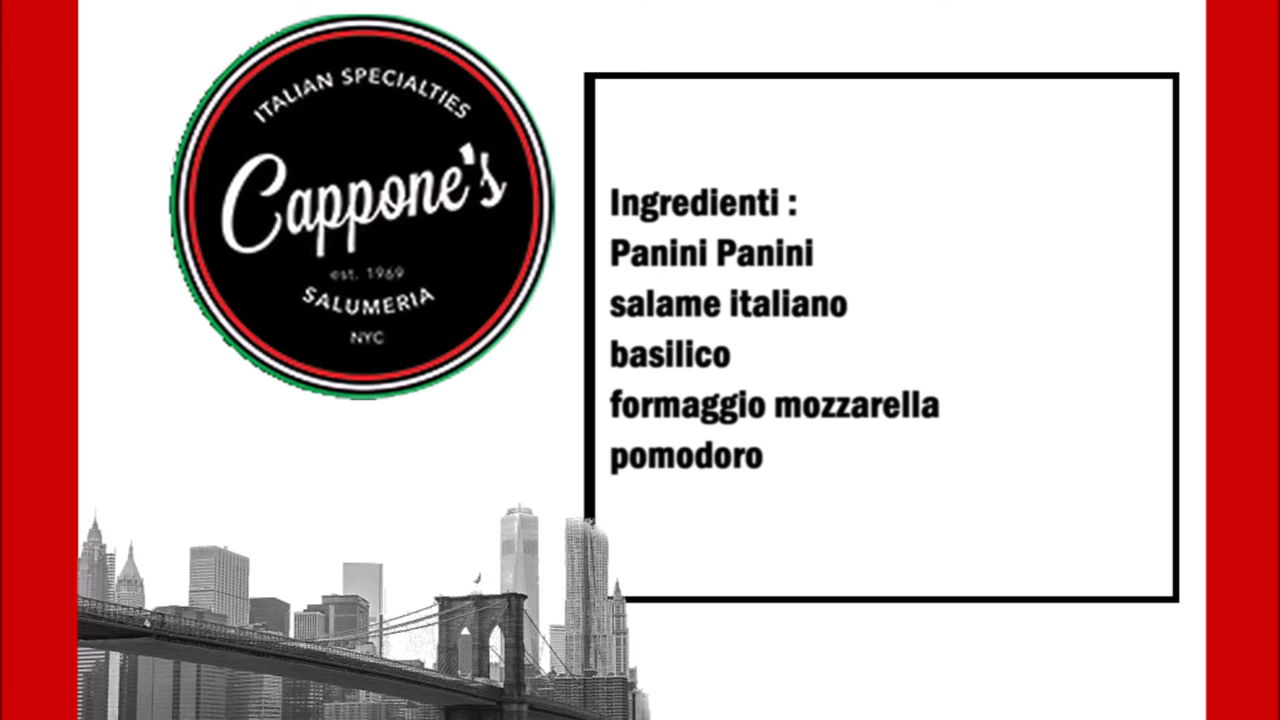 ITALIAN SPECIALTIES
Cappone's
est. 1969
SALUMERIA
NYC
Ingredienti :
Panini Panini
salame italiano
basilico
formaggio mozzarella
pomodoro